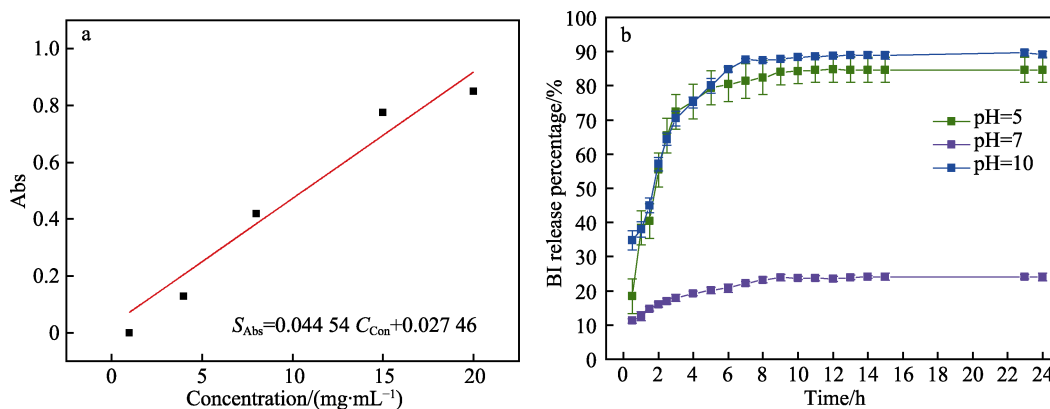 a
1.0
0.8
0.6
0.4
0.2
0
Abs
S_Abs=0.044 54 C_Con+0.027 46
0 5 10 15 20
Concentration/(mg·mL⁻¹)
b
100
90
80
70
60
50
40
30
20
10
0
BI release percentage/%
pH=5
pH=7
pH=10
0 2 4 6 8 10 12 14 16 18 20 22 24
Time/h